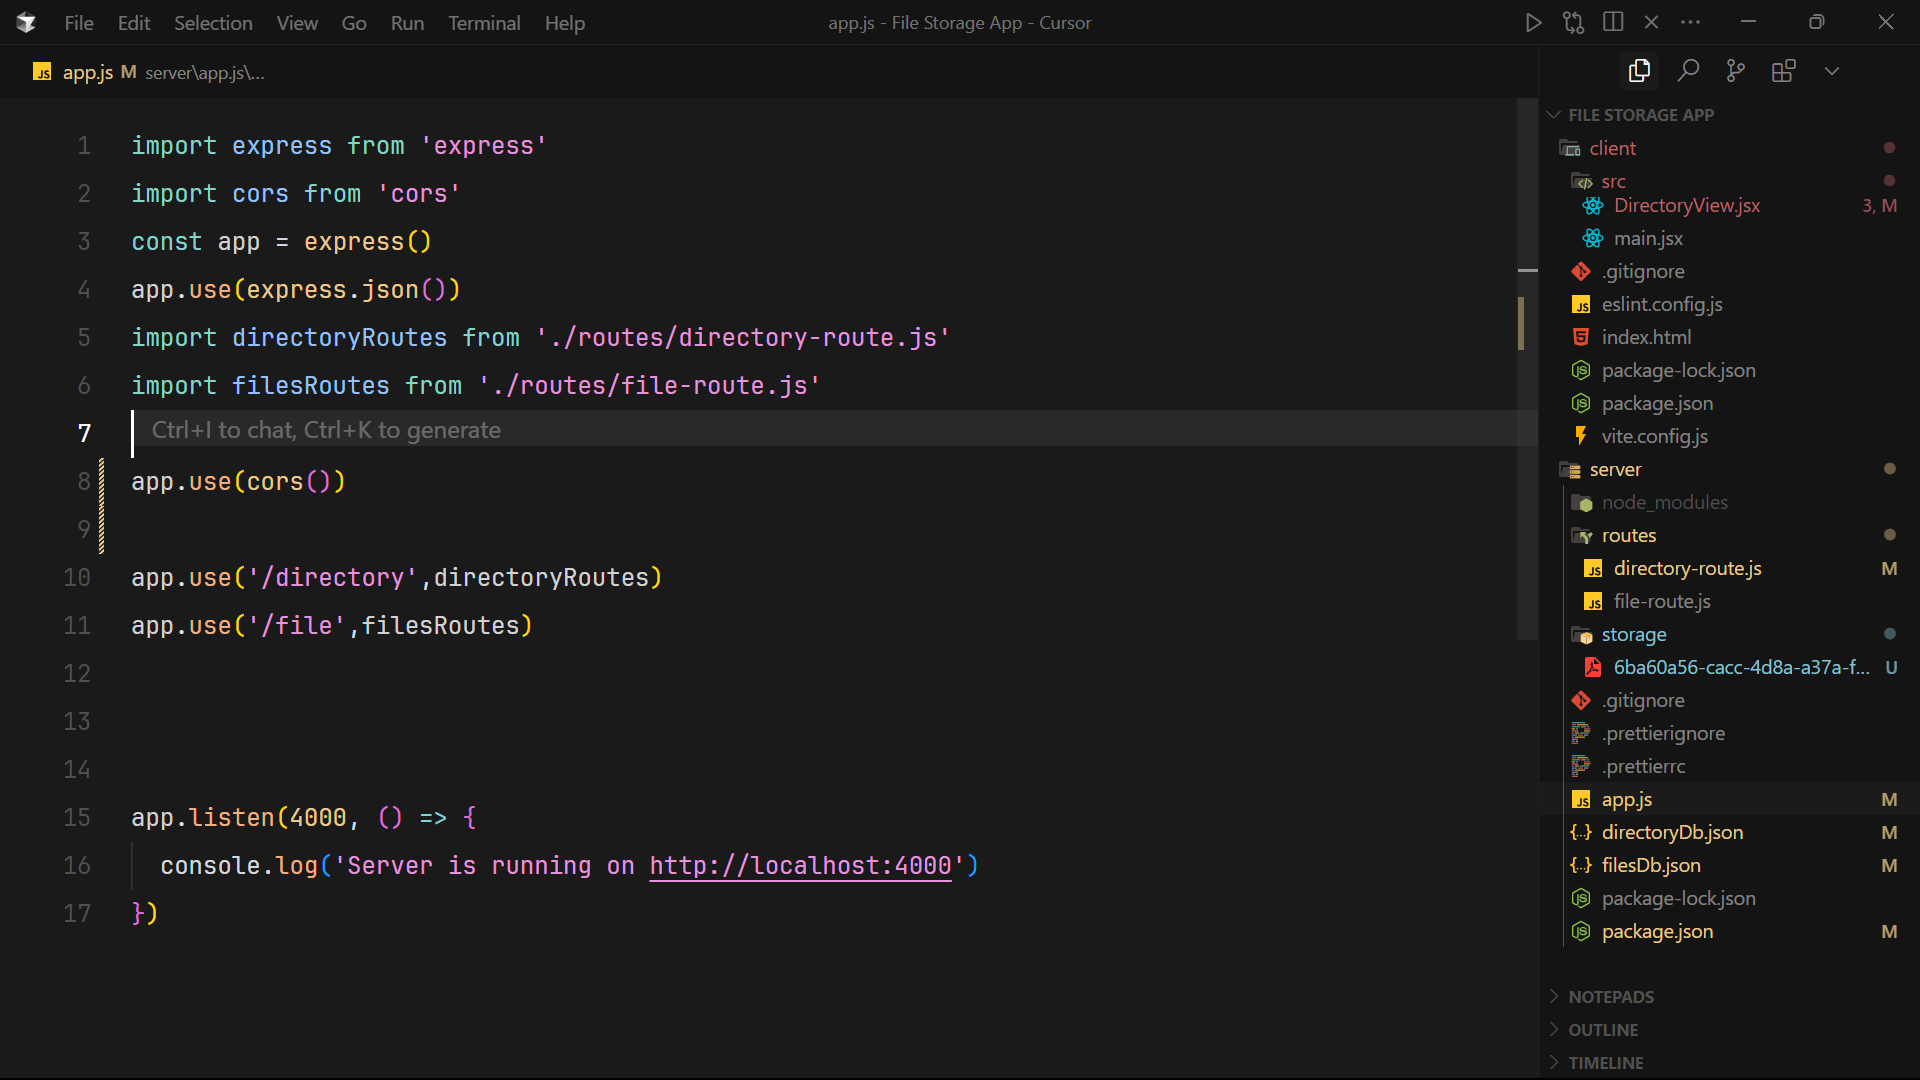 File Edit Selection View Go Run Terminal Help
app.js - File Storage App - Cursor
JS app.js M server\app.js\...
1 import express from 'express'
2 import cors from 'cors'
3 const app = express()
4 app.use(express.json())
5 import directoryRoutes from './routes/directory-route.js'
6 import filesRoutes from './routes/file-route.js'
7 Ctrl+I to chat, Ctrl+K to generate
8 app.use(cors())
9
10 app.use('/directory',directoryRoutes)
11 app.use('/file',filesRoutes)
12
13
14
15 app.listen(4000, () => {
16 console.log('Server is running on http://localhost:4000')
17 })
FILE STORAGE APP
client
src
DirectoryView.jsx 3, M
main.jsx
.gitignore
JS eslint.config.js
index.html
package-lock.json
package.json
vite.config.js
server
node_modules
routes
JS directory-route.js M
JS file-route.js
storage
6ba60a56-cacc-4d8a-a37a-f... U
.gitignore
.prettierignore
.prettierrc
JS app.js M
{..} directoryDb.json M
{..} filesDb.json M
package-lock.json
package.json M
NOTEPADS
OUTLINE
TIMELINE